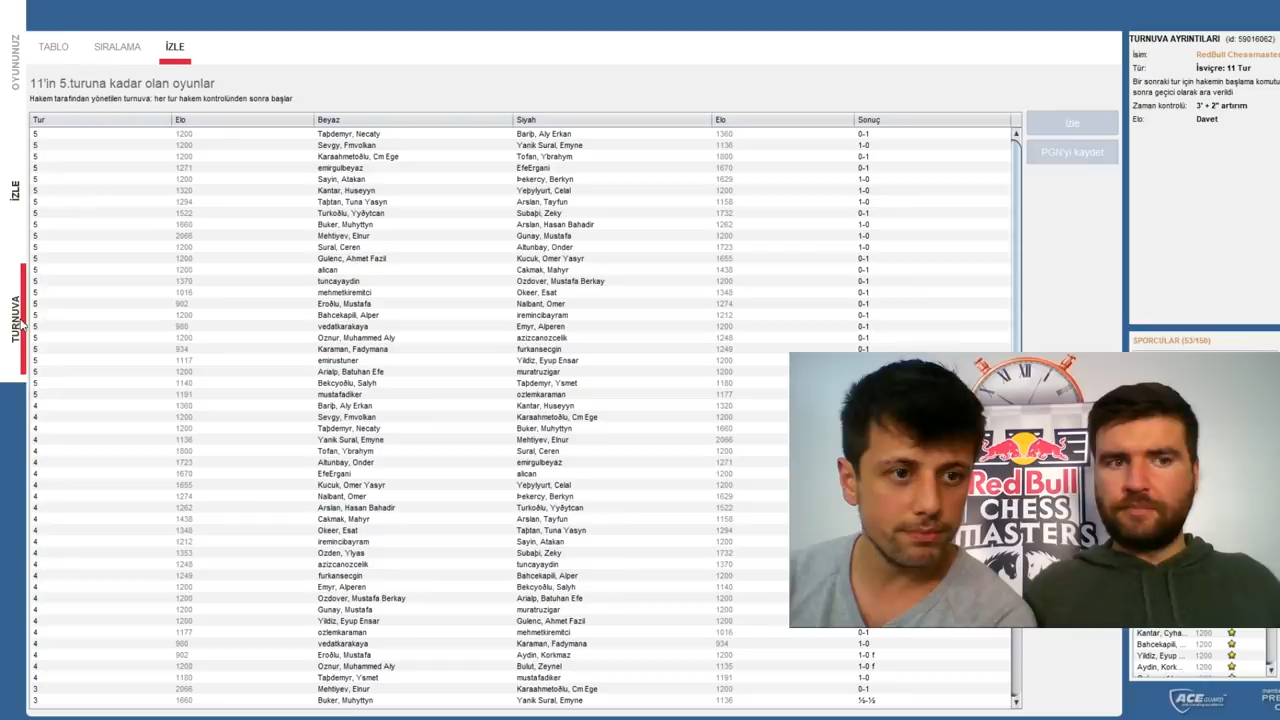 OYUNUNUZ
İZLE
TURNUVA
TABLO SIRALAMA İZLE
11'in 5.turuna kadar olan oyunlar
Hakem tarafından yönetilen turnuva: her tur hakem kontrolünden sonra başlar
Tur Elo Beyaz Siyah Elo Sonuç
5 1200 Taþdemyr, Necaty Bariþ, Aly Erkan 1360 0-1
5 1200 Sevgy, Fmvolkan Yanik Sural, Emyne 1136 1-0
5 1200 Karaahmetoðlu, Cm Ege Tofan, Ybrahym 1800 0-1
5 1271 emirgulbeyaz EfeErgani 1670 0-1
5 1200 Sayin, Atakan Þekercy, Berkyn 1629 1-0
5 1320 Kantar, Huseyyn Yeþylyurt, Celal 1200 1-0
5 1294 Taþtan, Tuna Yasyn Arslan, Tayfun 1158 1-0
5 1522 Turkoðlu, Yyðytcan Subaþi, Zeky 1732 0-1
5 1660 Buker, Muhyttyn Arslan, Hasan Bahadir 1262 1-0
5 2066 Mehtiyev, Elnur Gunay, Mustafa 1200 1-0
5 1200 Sural, Ceren Altunbay, Onder 1723 1-0
5 1200 Gulenc, Ahmet Fazil Kucuk, Omer Yasyr 1655 0-1
5 1200 alican Cakmak, Mahyr 1438 0-1
5 1370 tuncayaydin Ozdover, Mustafa Berkay 1200 0-1
5 1016 mehmetkiremitci Okeer, Esat 1348 0-1
5 902 Eroðlu, Mustafa Nalbant, Omer 1274 0-1
5 1200 Bahcekapili, Alper iremincibayram 1212 0-1
5 980 vedatkarakaya Emyr, Alperen 1200 0-1
5 1200 Oznur, Muhammed Aly azizcanozcelik 1248 0-1
5 934 Karaman, Fadymana furkansecgin 1249 0-1
5 1117 emirustuner Yildiz, Eyup Ensar 1200
5 1200 Arialp, Batuhan Efe muratruzigar 1200
5 1140 Bekcyoðlu, Salyh Taþdemyr, Ysmet 1180
5 1191 mustafadiker ozlemkaraman 1177
4 1360 Bariþ, Aly Erkan Kantar, Huseyyn 1320
4 1200 Sevgy, Fmvolkan Karaahmetoðlu, Cm Ege 1200
4 1200 Taþdemyr, Necaty Buker, Muhyttyn 1660
4 1136 Yanik Sural, Emyne Mehtiyev, Elnur 2066
4 1800 Tofan, Ybrahym Sural, Ceren 1200
4 1723 Altunbay, Onder emirgulbeyaz 1271
4 1670 EfeErgani alican 1200
4 1655 Kucuk, Omer Yasyr Yeþylyurt, Celal 1200
4 1274 Nalbant, Omer Þekercy, Berkyn 1629
4 1262 Arslan, Hasan Bahadir Turkoðlu, Yyðytcan 1522
4 1438 Cakmak, Mahyr Arslan, Tayfun 1158
4 1348 Okeer, Esat Taþtan, Tuna Yasyn 1294
4 1212 iremincibayram Sayin, Atakan 1200
4 1353 Ozden, Ylyas Subaþi, Zeky 1732
4 1248 azizcanozcelik tuncayaydin 1370
4 1249 furkansecgin Bahcekapili, Alper 1200
4 1200 Emyr, Alperen Bekcyoðlu, Salyh 1140
4 1200 Ozdover, Mustafa Berkay Arialp, Batuhan Efe 1200
4 1200 Gunay, Mustafa muratruzigar 1200
4 1200 Yildiz, Eyup Ensar Gulenc, Ahmet Fazil 1200
4 1177 ozlemkaraman mehmetkiremitci 1016 0-1
4 980 vedatkarakaya Karaman, Fadymana 934 1-0
4 902 Eroðlu, Mustafa Aydin, Korkmaz 1200 1-0 f
4 1200 Oznur, Muhammed Aly Bulut, Zeynel 1135 1-0 f
4 1180 Taþdemyr, Ysmet mustafadiker 1191 1-0
3 2066 Mehtiyev, Elnur Karaahmetoðlu, Cm Ege 1200 0-1
3 1660 Buker, Muhyttyn Yanik Sural, Emyne 1136 ½-½
İzle
PGN'yi kaydet
TURNUVA AYRINTILARI (id: 59016062)
İsim: RedBull Chessmaster
Tür: İsviçre: 11 Tur
Bir sonraki tur için hakemin başlama komutu
sonra geçici olarak ara verildi
Zaman kontrolü: 3' + 2" artırım
Elo: Davet
SPORCULAR (53/150)
Red Bull
CHESS
MASTERS
Kantar, Cyha... 1200
Bahcekapili,... 1200
Yildiz, Eyup ... 1200
Aydin, Kork... 1200
ACE GUARD